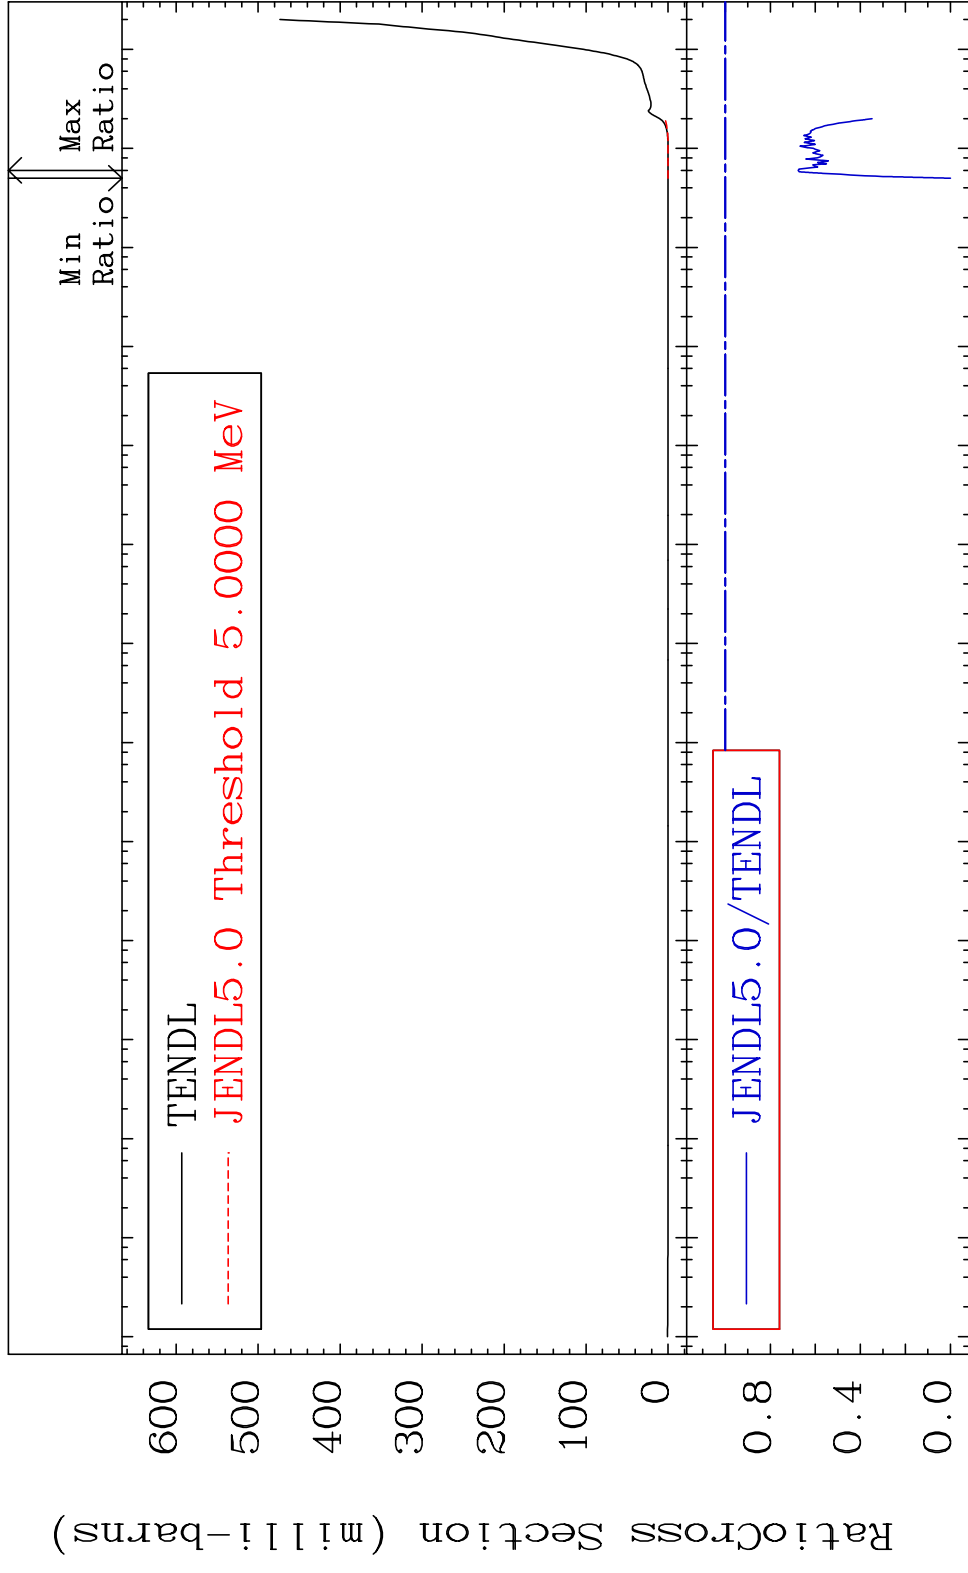 Min
Ratio
Max
Ratio
TENDL
JENDL5.0 Threshold 5.0000 MeV
600
500
400
300
200
100
0
Cross Section (milli-barns)
JENDL5.0/TENDL
0.8
0.4
0.0
Ratio